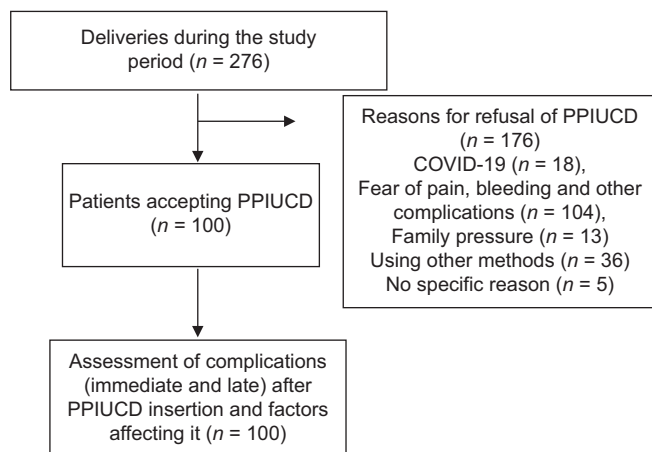 Deliveries during the study
period (n = 276)
Reasons for refusal of PPIUCD
(n = 176)
COVID-19 (n = 18),
Fear of pain, bleeding and other
complications (n = 104),
Family pressure (n = 13)
Using other methods (n = 36)
No specific reason (n = 5)
Patients accepting PPIUCD
(n = 100)
Assessment of complications
(immediate and late) after
PPIUCD insertion and factors
affecting it (n = 100)